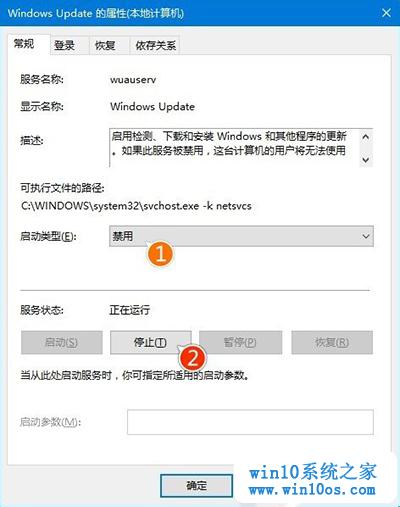 Windows Update 的属性(本地计算机)
常规 登录 恢复 依存关系
服务名称: wuauserv
显示名称: Windows Update
描述: 启用检测、下载和安装 Windows 和其他程序的更新
。如果此服务被禁用，这台计算机的用户将无法使用
可执行文件的路径:
C:\WINDOWS\system32\svchost.exe -k netsvcs
启动类型(E): 禁用
1
服务状态: 正在运行
启动(S) 停止(T) 暂停(P) 恢复(R)
2
当从此处启动服务时，你可指定所适用的启动参数。
启动参数(M):
确定
win10系统之家
www.win10os.com